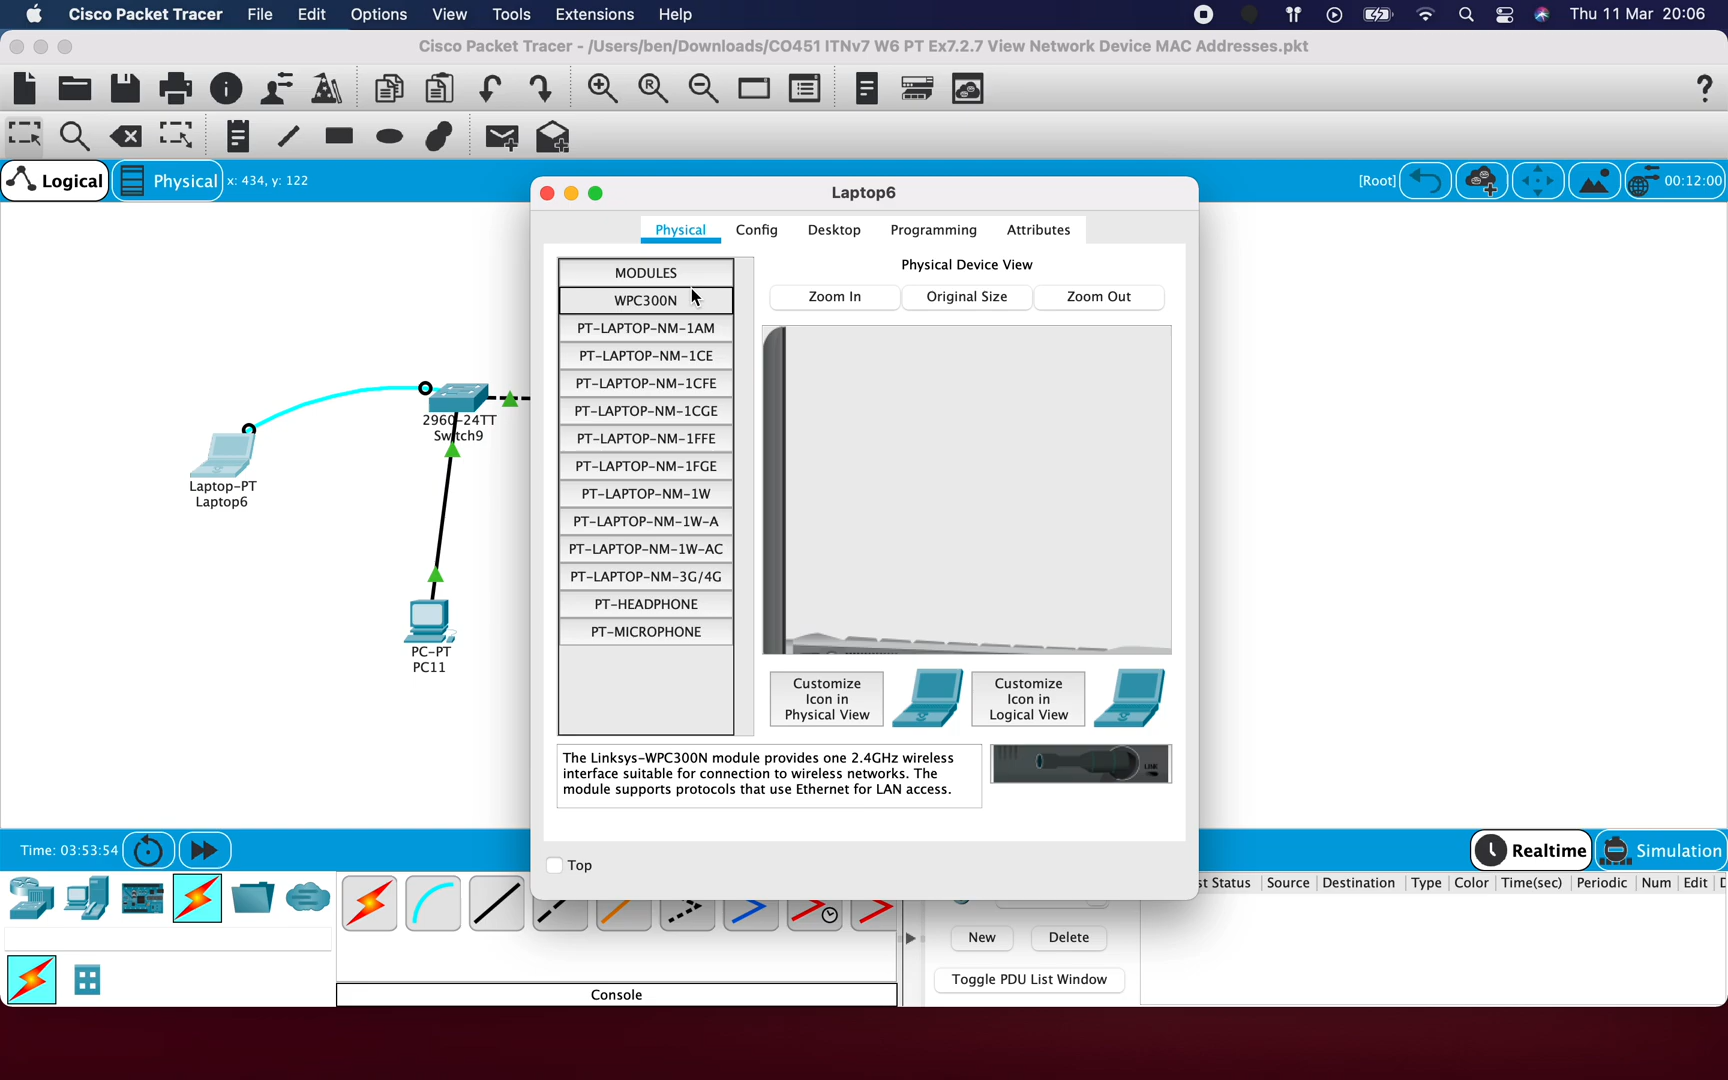 Cisco Packet Tracer File Edit Options View Tools Extensions Help Thu 11 Mar 20:06
Cisco Packet Tracer - /Users/ben/Downloads/CO451 ITNv7 W6 PT Ex7.2.7 View Network Device MAC Addresses.pkt
Logical Physical x: 434, y: 122 [Root] 00:12:00
Laptop6
Physical Config Desktop Programming Attributes
MODULES
WPC300N
PT-LAPTOP-NM-1AM
PT-LAPTOP-NM-1CE
PT-LAPTOP-NM-1CFE
PT-LAPTOP-NM-1CGE
PT-LAPTOP-NM-1FFE
PT-LAPTOP-NM-1FGE
PT-LAPTOP-NM-1W
PT-LAPTOP-NM-1W-A
PT-LAPTOP-NM-1W-AC
PT-LAPTOP-NM-3G/4G
PT-HEADPHONE
PT-MICROPHONE
Physical Device View
Zoom In Original Size Zoom Out
Customize
Icon in
Physical View
Customize
Icon in
Logical View
The Linksys-WPC300N module provides one 2.4GHz wireless
interface suitable for connection to wireless networks. The
module supports protocols that use Ethernet for LAN access.
LINK
Top
2960-24TT
Switch9
Laptop-PT
Laptop6
PC-PT
PC11
Time: 03:53:54
Realtime Simulation
st Status Source Destination Type Color Time(sec) Periodic Num Edit
New Delete
Toggle PDU List Window
Console